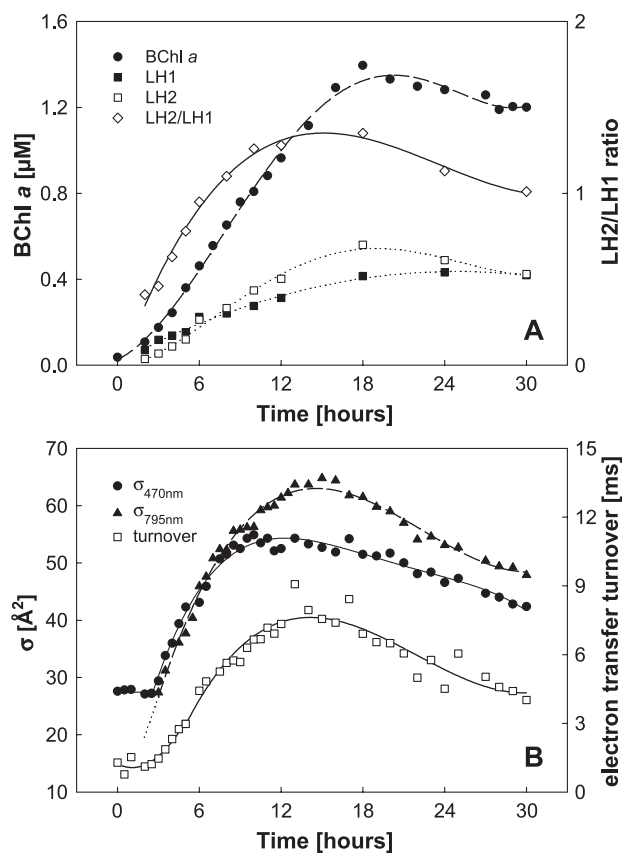 1.6
1.2
0.8
0.4
0.0
BChl a [µM]
BChl a
LH1
LH2
LH2/LH1
2
1
0
LH2/LH1 ratio
A
0 6 12 18 24 30
Time [hours]
70
60
50
40
30
20
10
σ [Å²]
σ470nm
σ795nm
turnover
15
12
9
6
3
0
electron transfer turnover [ms]
B
0 6 12 18 24 30
Time [hours]